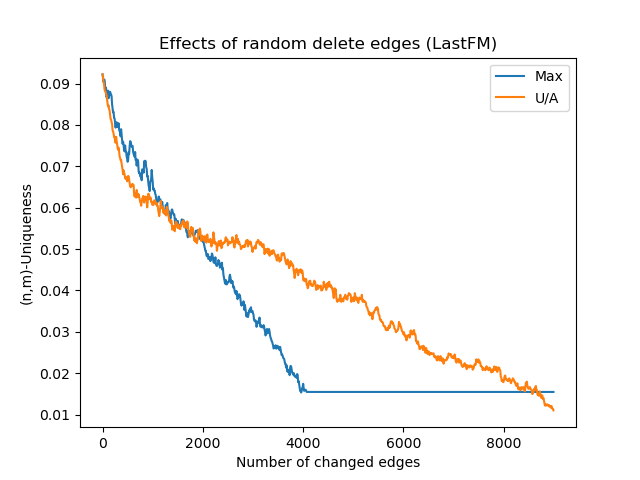 Effects of random delete edges (LastFM)
Max
U/A
0.09
0.08
0.07
0.06
0.05
0.04
0.03
0.02
0.01
(n,m)-Uniqueness
0 2000 4000 6000 8000
Number of changed edges